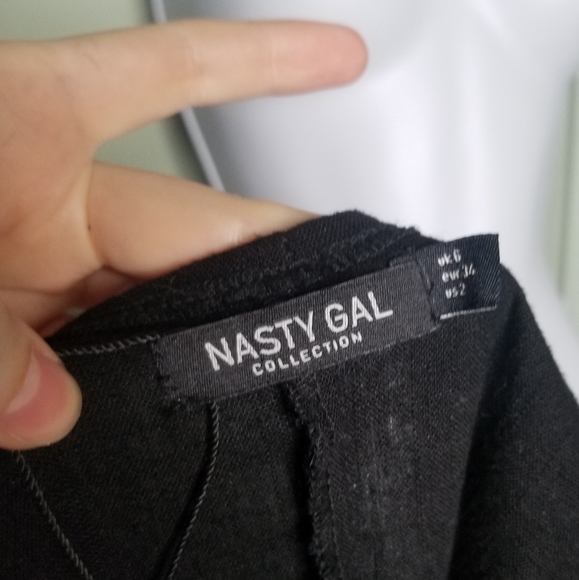 NASTY GAL
COLLECTION
uk 6
eur 34
us 2